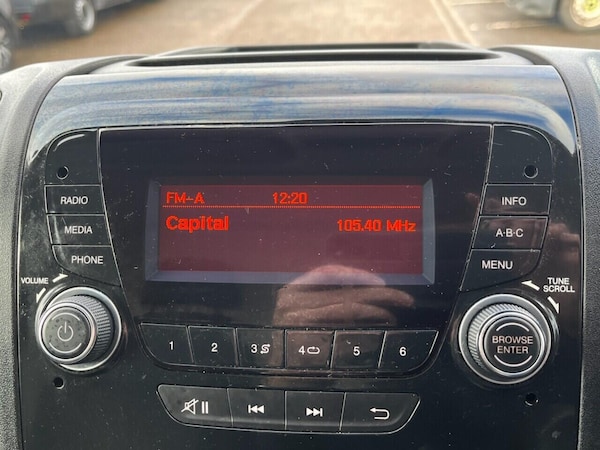 FM-A 12:20
Capital 105.40 MHz
RADIO
MEDIA
PHONE
INFO
A·B·C
MENU
VOLUME
TUNE
SCROLL
BROWSE
ENTER
1 2 3 4 5 6